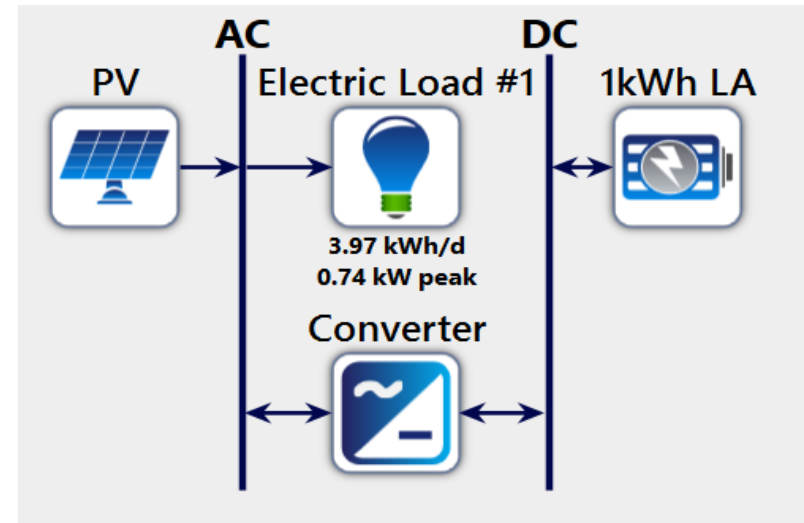 AC
DC
PV
Electric Load #1
1kWh LA
3.97 kWh/d
0.74 kW peak
Converter